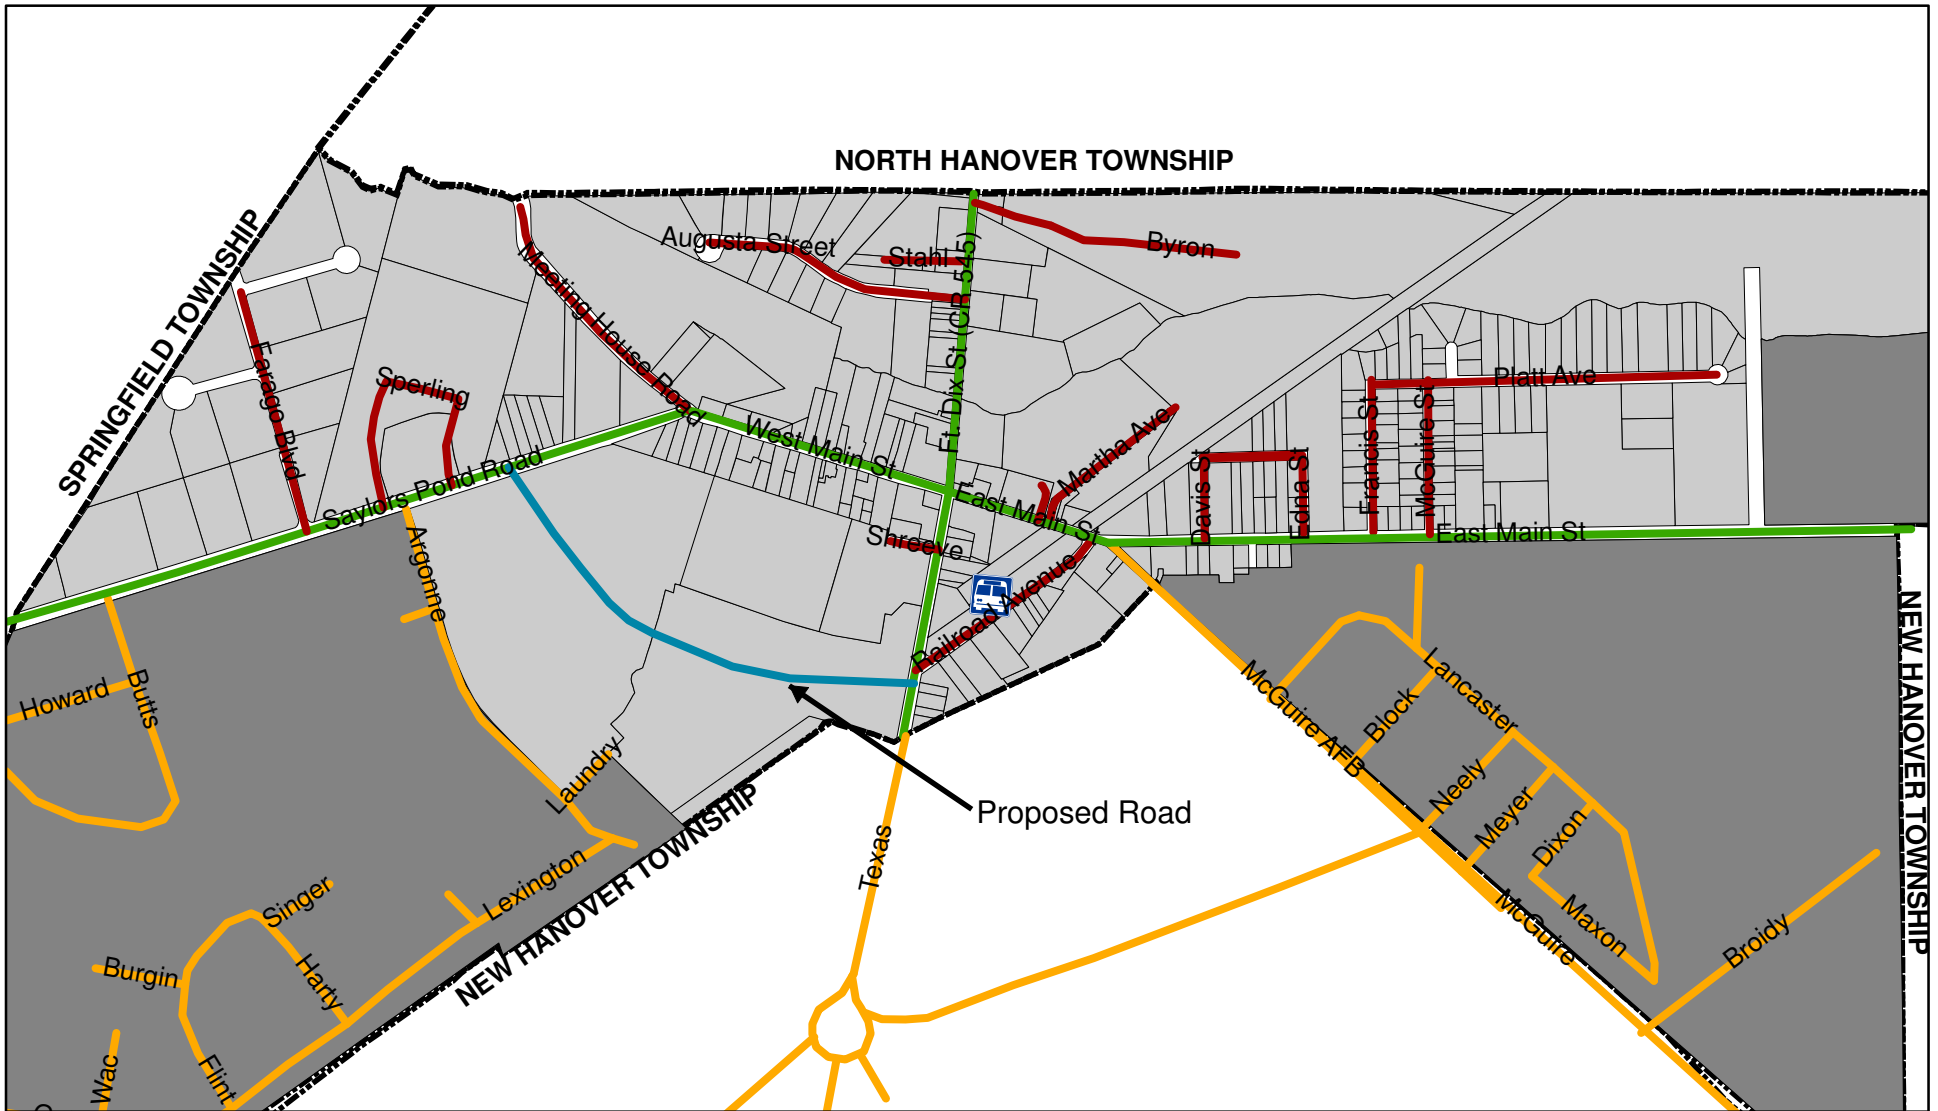 NORTH HANOVER TOWNSHIP
SPRINGFIELD TOWNSHIP
Augusta Street
Stahl
Byron
Ft. Dix St (CR 545)
Meeting House Road
Farago Blvd
Sperling
Platt Ave
Francis St
McGuire St
Martha Ave
West Main St
Saylors Pond Road
East Main St
Davis St
Edna St
East Main St
Shreeve
Argonne
Railroad Avenue
NEW HANOVER TOWNSHIP
Howard
Butts
Lancaster
McGuire AFB
Block
Laundry
Neely
Meyer
Dixon
Proposed Road
Texas
NEW HANOVER TOWNSHIP
Lexington
Singer
Maxon
McGuire
Broidy
Burgin
Harty
Wac
Flint